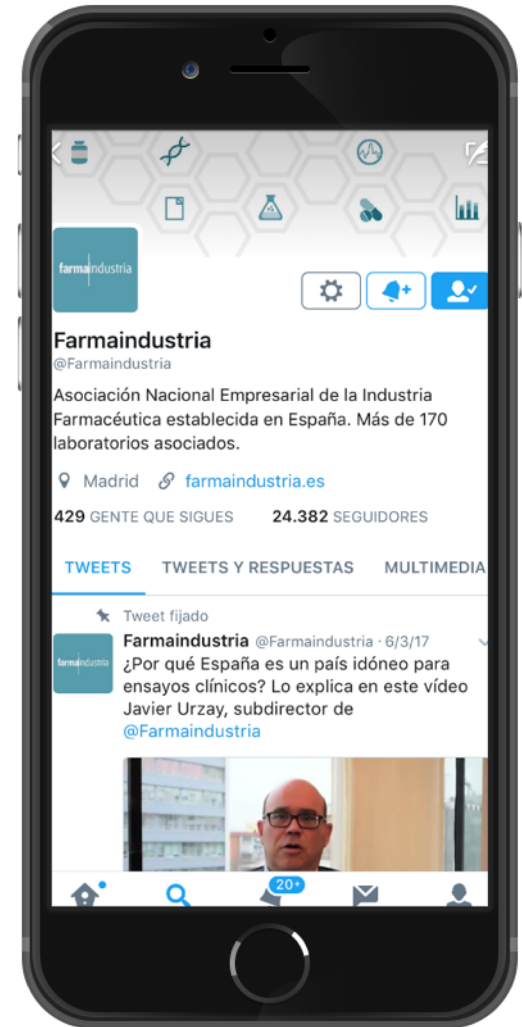 farmaindustria
Farmaindustria
@Farmaindustria
Asociación Nacional Empresarial de la Industria
Farmacéutica establecida en España. Más de 170
laboratorios asociados.
Madrid farmaindustria.es
429 GENTE QUE SIGUES 24.382 SEGUIDORES
TWEETS TWEETS Y RESPUESTAS MULTIMEDIA
Tweet fijado
Farmaindustria @Farmaindustria · 6/3/17
farmaindustria
¿Por qué España es un país idóneo para
ensayos clínicos? Lo explica en este vídeo
Javier Urzay, subdirector de
@Farmaindustria
20+